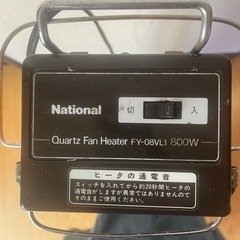 切 入
National
Quartz Fan Heater FY-08VL1 800W
ヒータの通電音
スイッチを入れてから約20秒間ヒータの
通電音がしますが異常ではありませんので
そのままご使用ください。